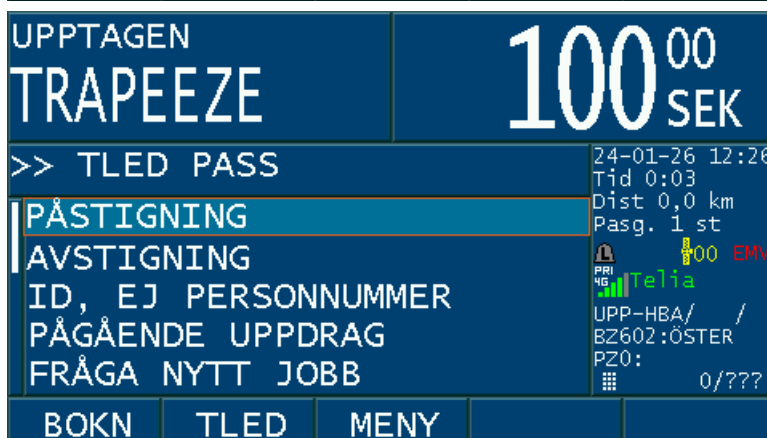 UPPTAGEN
TRAPEEZE
100 00 SEK
>> TLED PASS
PÅSTIGNING
AVSTIGNING
ID, EJ PERSONNUMMER
PÅGÅENDE UPPDRAG
FRÅGA NYTT JOBB
24-01-26 12:26
Tid 0:03
Dist 0,0 km
Pasg. 1 st
00 EMV
PRI
4G Telia
UPP-HBA/ /
BZ602:ÖSTER
PZ0:
0/???
BOKN TLED MENY